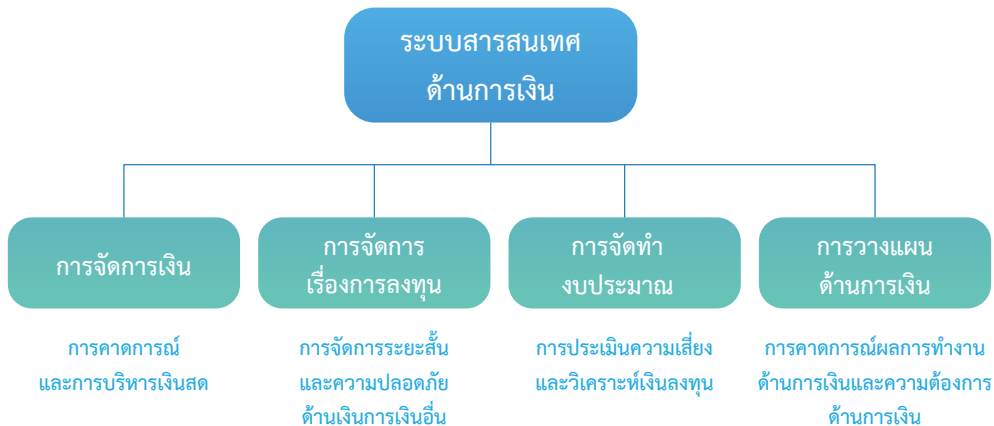 ระบบสารสนเทศ
ด้านการเงิน
การจัดการเงิน
การคาดการณ์
และการบริหารเงินสด
การจัดการ
เรื่องการลงทุน
การจัดการระยะสั้น
และความปลอดภัย
ด้านเงินการเงินอื่น
การจัดทำ
งบประมาณ
การประเมินความเสี่ยง
และวิเคราะห์เงินลงทุน
การวางแผน
ด้านการเงิน
การคาดการณ์ผลการทำงาน
ด้านการเงินและความต้องการ
ด้านการเงิน